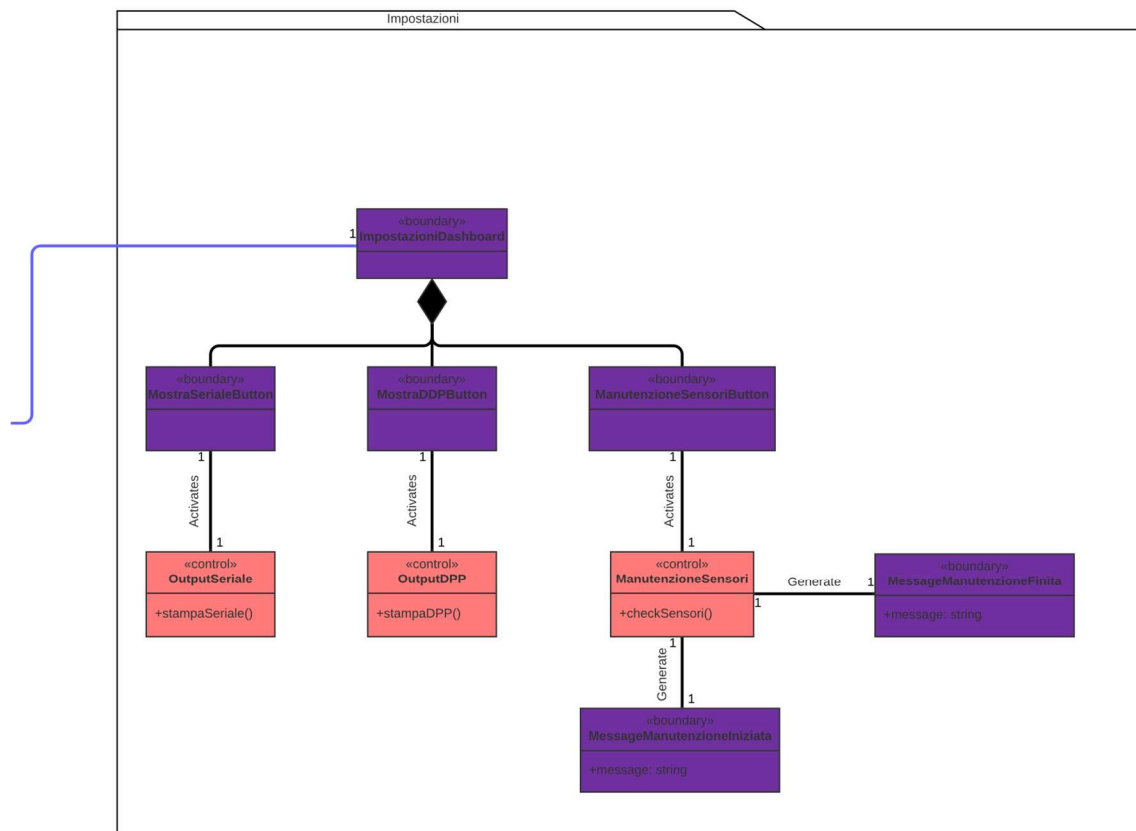 Impostazioni
1
«boundary»
ImpostazioniDashboard
«boundary»
MostraSerialeButton
«boundary»
MostraDDPButton
«boundary»
ManutenzioneSensoriButton
1
Activates
1
1
Activates
1
1
Activates
1
«control»
OutputSeriale
+stampaSeriale()
«control»
OutputDPP
+stampaDPP()
«control»
ManutenzioneSensori
+checkSensori()
1
Generate
1
«boundary»
MessageManutenzioneFinita
+message: string
1
Generate
1
«boundary»
MessageManutenzioneIniziata
+message: string